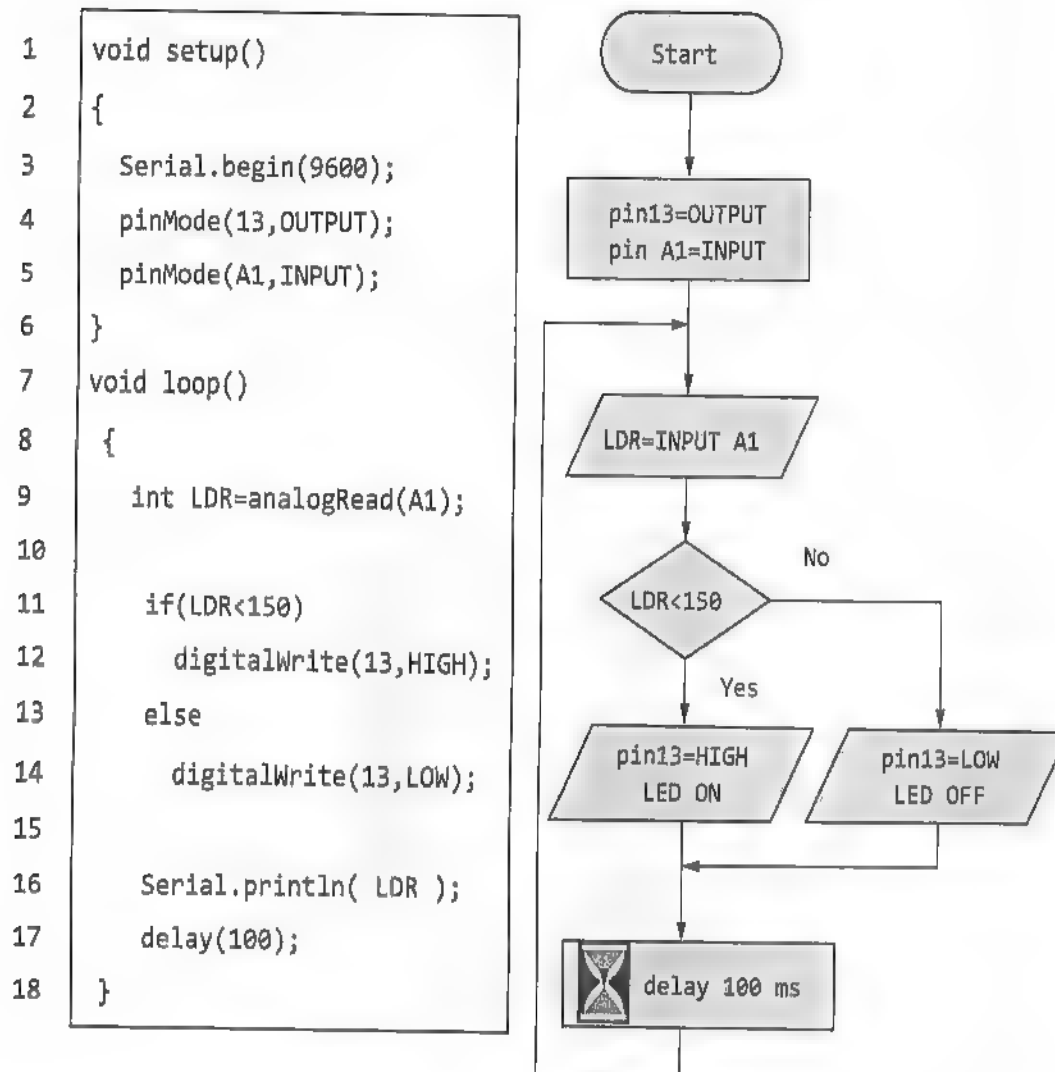 1 void setup()
2 {
3 Serial.begin(9600);
4 pinMode(13,OUTPUT);
5 pinMode(A1,INPUT);
6 }
7 void loop()
8 {
9 int LDR=analogRead(A1);
10
11 if(LDR<150)
12 digitalWrite(13,HIGH);
13 else
14 digitalWrite(13,LOW);
15
16 Serial.println( LDR );
17 delay(100);
18 }
Start
pin13=OUTPUT
pin A1=INPUT
LDR=INPUT A1
LDR<150
No
Yes
pin13=HIGH
LED ON
pin13=LOW
LED OFF
delay 100 ms